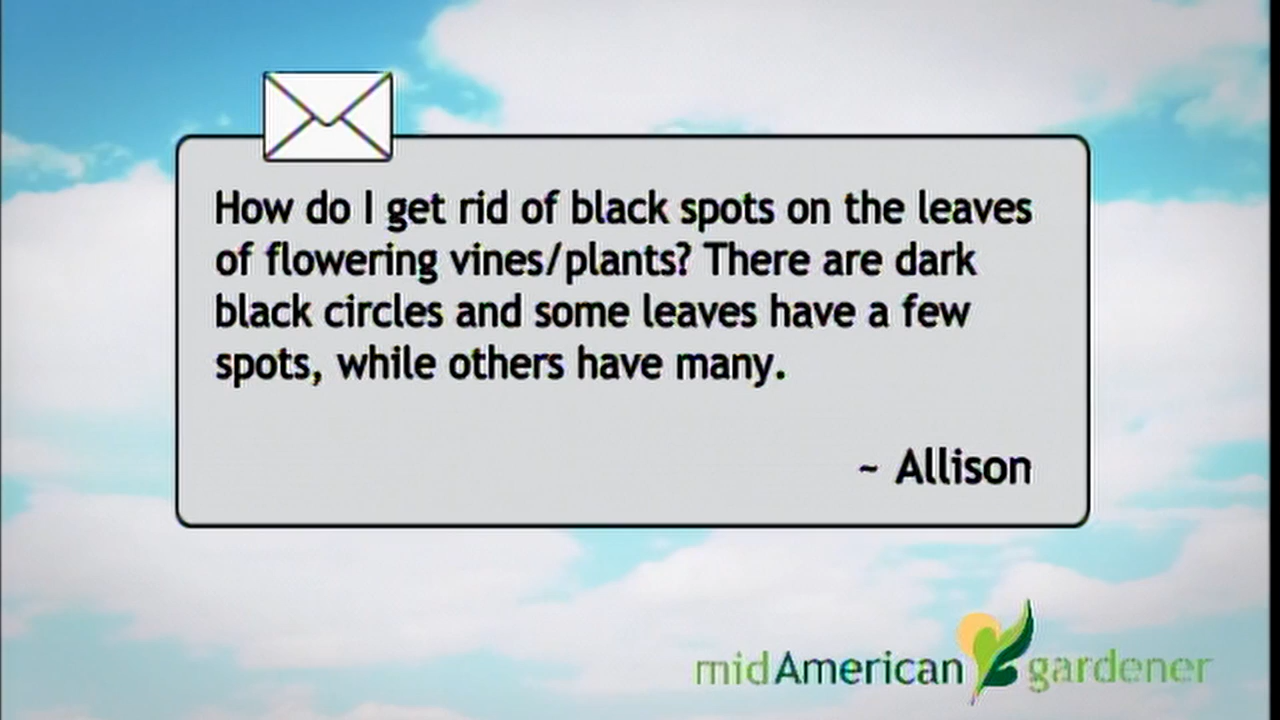 How do I get rid of black spots on the leaves
of flowering vines/plants? There are dark
black circles and some leaves have a few
spots, while others have many.
~ Allison
midAmerican gardener